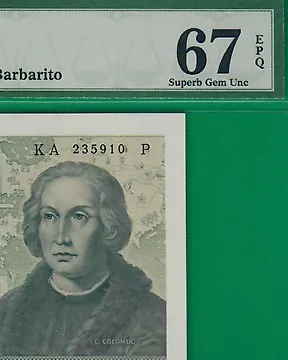 Barbarito
67
EPQ
Superb Gem Unc
KA 235910 P
C. COLOMBO